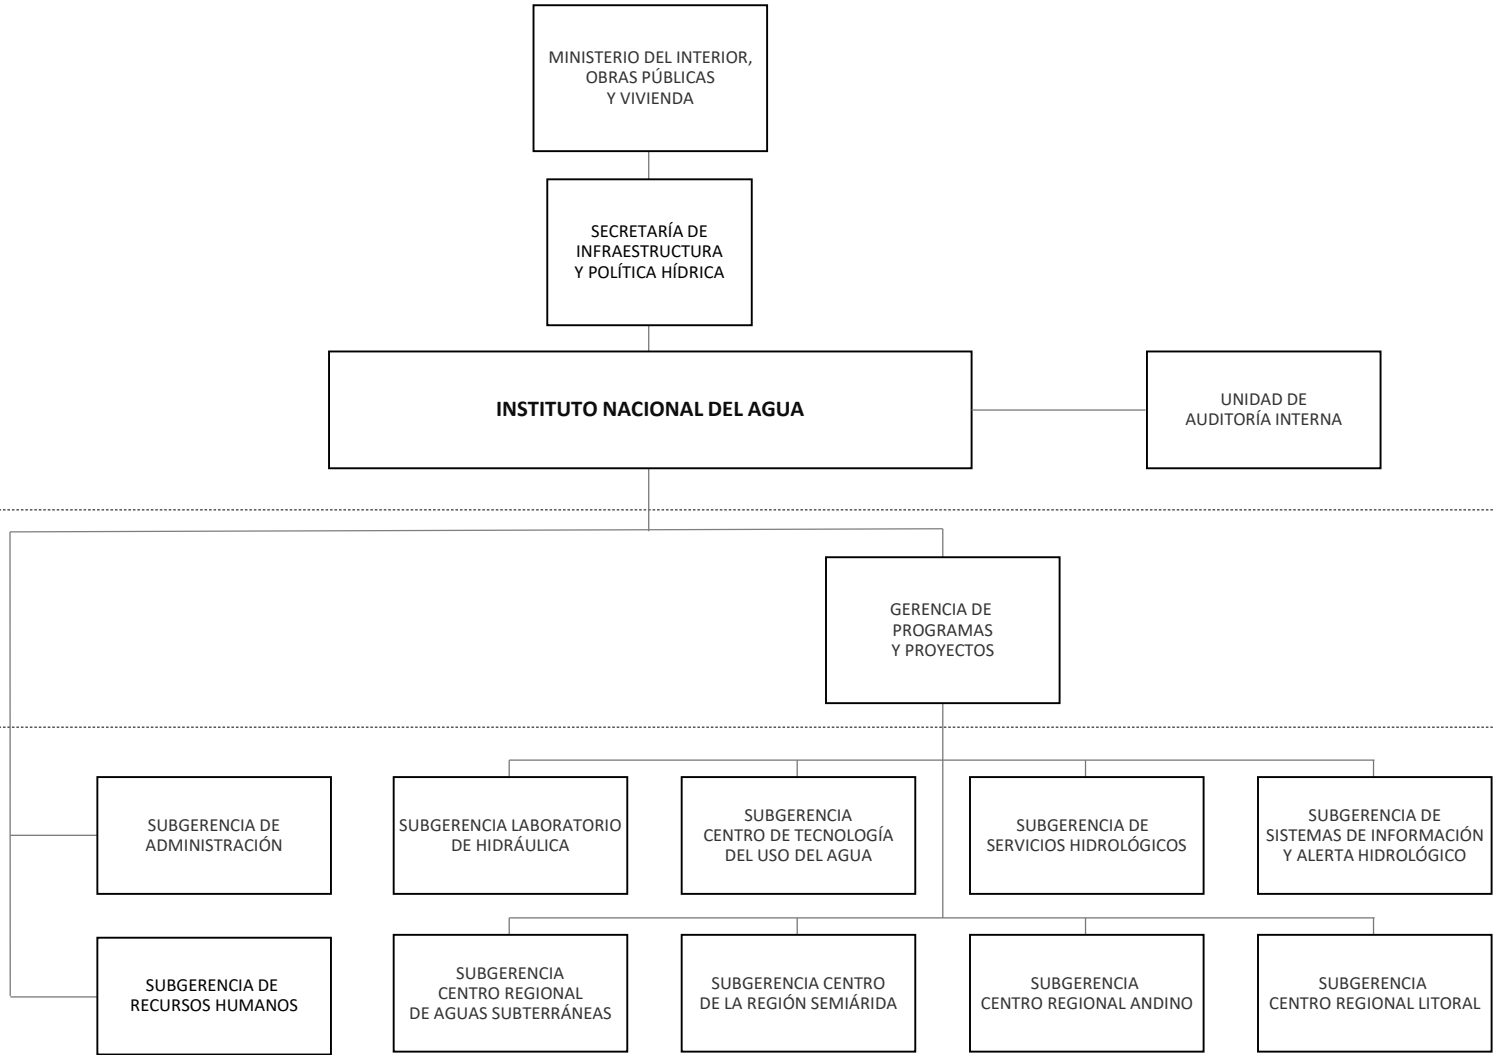 MINISTERIO DEL INTERIOR,
OBRAS PÚBLICAS
Y VIVIENDA
SECRETARÍA DE
INFRAESTRUCTURA
Y POLÍTICA HÍDRICA
INSTITUTO NACIONAL DEL AGUA
UNIDAD DE
AUDITORÍA INTERNA
GERENCIA DE
PROGRAMAS
Y PROYECTOS
SUBGERENCIA DE
ADMINISTRACIÓN
SUBGERENCIA LABORATORIO
DE HIDRÁULICA
SUBGERENCIA
CENTRO DE TECNOLOGÍA
DEL USO DEL AGUA
SUBGERENCIA DE
SERVICIOS HIDROLÓGICOS
SUBGERENCIA DE
SISTEMAS DE INFORMACIÓN
Y ALERTA HIDROLÓGICO
SUBGERENCIA DE
RECURSOS HUMANOS
SUBGERENCIA
CENTRO REGIONAL
DE AGUAS SUBTERRÁNEAS
SUBGERENCIA CENTRO
DE LA REGIÓN SEMIÁRIDA
SUBGERENCIA
CENTRO REGIONAL ANDINO
SUBGERENCIA
CENTRO REGIONAL LITORAL